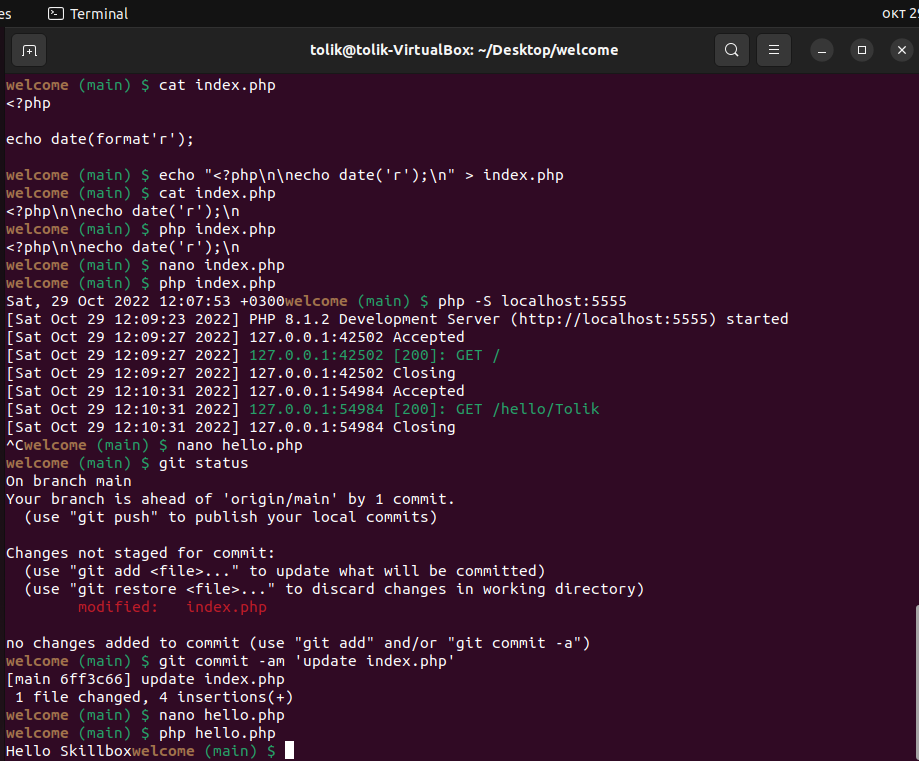 es Terminal окт 29
tolik@tolik-VirtualBox: ~/Desktop/welcome
welcome (main) $ cat index.php
<?php
echo date(format'r');
welcome (main) $ echo "<?php\n\necho date('r');\n" > index.php
welcome (main) $ cat index.php
<?php\n\necho date('r');\n
welcome (main) $ php index.php
<?php\n\necho date('r');\n
welcome (main) $ nano index.php
welcome (main) $ php index.php
Sat, 29 Oct 2022 12:07:53 +0300welcome (main) $ php -S localhost:5555
[Sat Oct 29 12:09:23 2022] PHP 8.1.2 Development Server (http://localhost:5555) started
[Sat Oct 29 12:09:27 2022] 127.0.0.1:42502 Accepted
[Sat Oct 29 12:09:27 2022] 127.0.0.1:42502 [200]: GET /
[Sat Oct 29 12:09:27 2022] 127.0.0.1:42502 Closing
[Sat Oct 29 12:10:31 2022] 127.0.0.1:54984 Accepted
[Sat Oct 29 12:10:31 2022] 127.0.0.1:54984 [200]: GET /hello/Tolik
[Sat Oct 29 12:10:31 2022] 127.0.0.1:54984 Closing
^Cwelcome (main) $ nano hello.php
welcome (main) $ git status
On branch main
Your branch is ahead of 'origin/main' by 1 commit.
  (use "git push" to publish your local commits)
Changes not staged for commit:
  (use "git add <file>..." to update what will be committed)
  (use "git restore <file>..." to discard changes in working directory)
        modified:   index.php
no changes added to commit (use "git add" and/or "git commit -a")
welcome (main) $ git commit -am 'update index.php'
[main 6ff3c66] update index.php
 1 file changed, 4 insertions(+)
welcome (main) $ nano hello.php
welcome (main) $ php hello.php
Hello Skillboxwelcome (main) $